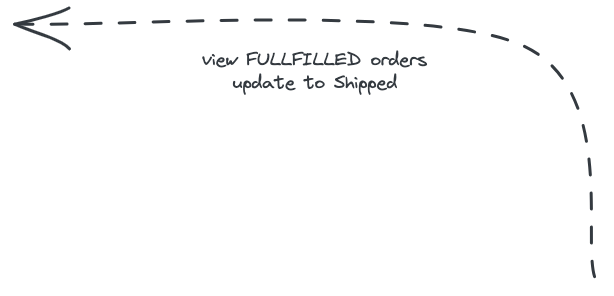 view FULLFILLED orders
update to Shipped